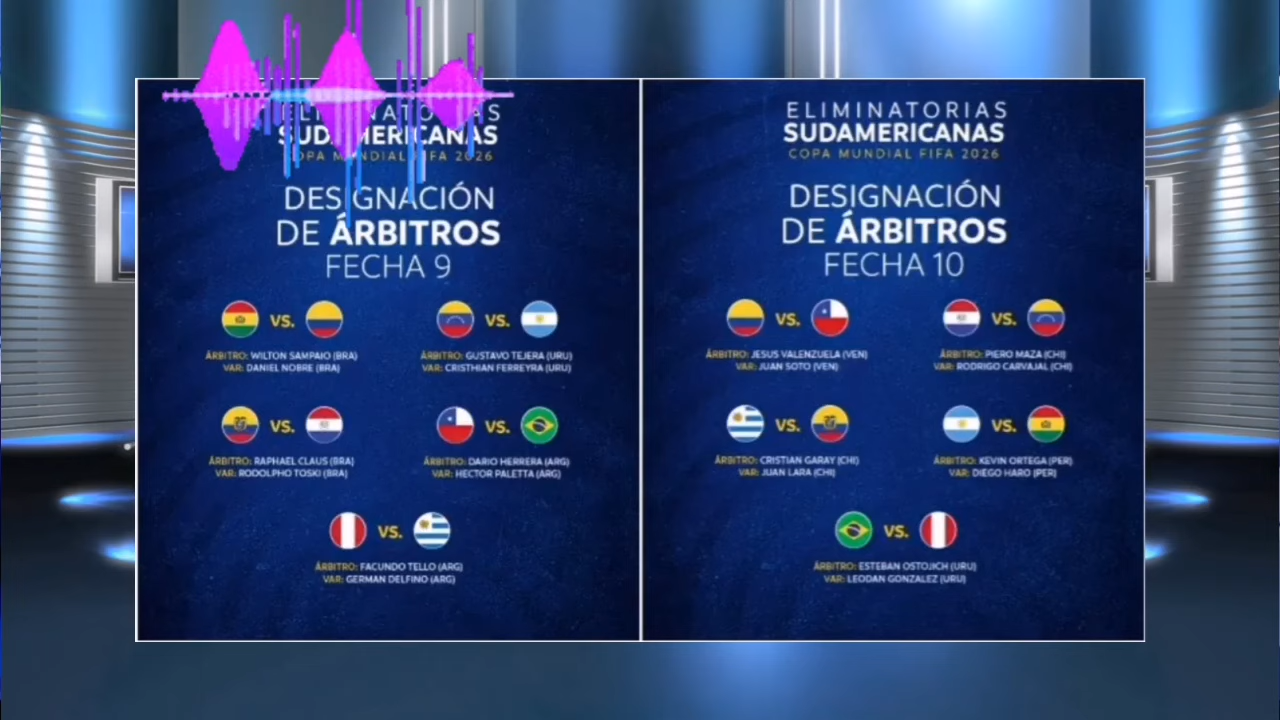 ELIMINATORIAS
SUDAMERICANAS
COPA MUNDIAL FIFA 2026
DESIGNACIÓN
DE ÁRBITROS
FECHA 9
VS.
VS.
ÁRBITRO: WILTON SAMPAIO (BRA)
VAR: DANIEL NOBRE (BRA)
ÁRBITRO: GUSTAVO TEJERA (URU)
VAR: CRISTHIAN FERREYRA (URU)
VS.
VS.
ÁRBITRO: RAPHAEL CLAUS (BRA)
VAR: RODOLPHO TOSKI (BRA)
ÁRBITRO: DARIO HERRERA (ARG)
VAR: HECTOR PALETTA (ARG)
VS.
ÁRBITRO: FACUNDO TELLO (ARG)
VAR: GERMAN DELFINO (ARG)
ELIMINATORIAS
SUDAMERICANAS
COPA MUNDIAL FIFA 2026
DESIGNACIÓN
DE ÁRBITROS
FECHA 10
VS.
VS.
ÁRBITRO: JESUS VALENZUELA (VEN)
VAR: JUAN SOTO (VEN)
ÁRBITRO: PIERO MAZA (CHI)
VAR: RODRIGO CARVAJAL (CHI)
VS.
VS.
ÁRBITRO: CRISTIAN GARAY (CHI)
VAR: JUAN LARA (CHI)
ÁRBITRO: KEVIN ORTEGA (PER)
VAR: DIEGO HARO (PER)
VS.
ÁRBITRO: ESTEBAN OSTOJICH (URU)
VAR: LEODAN GONZALEZ (URU)